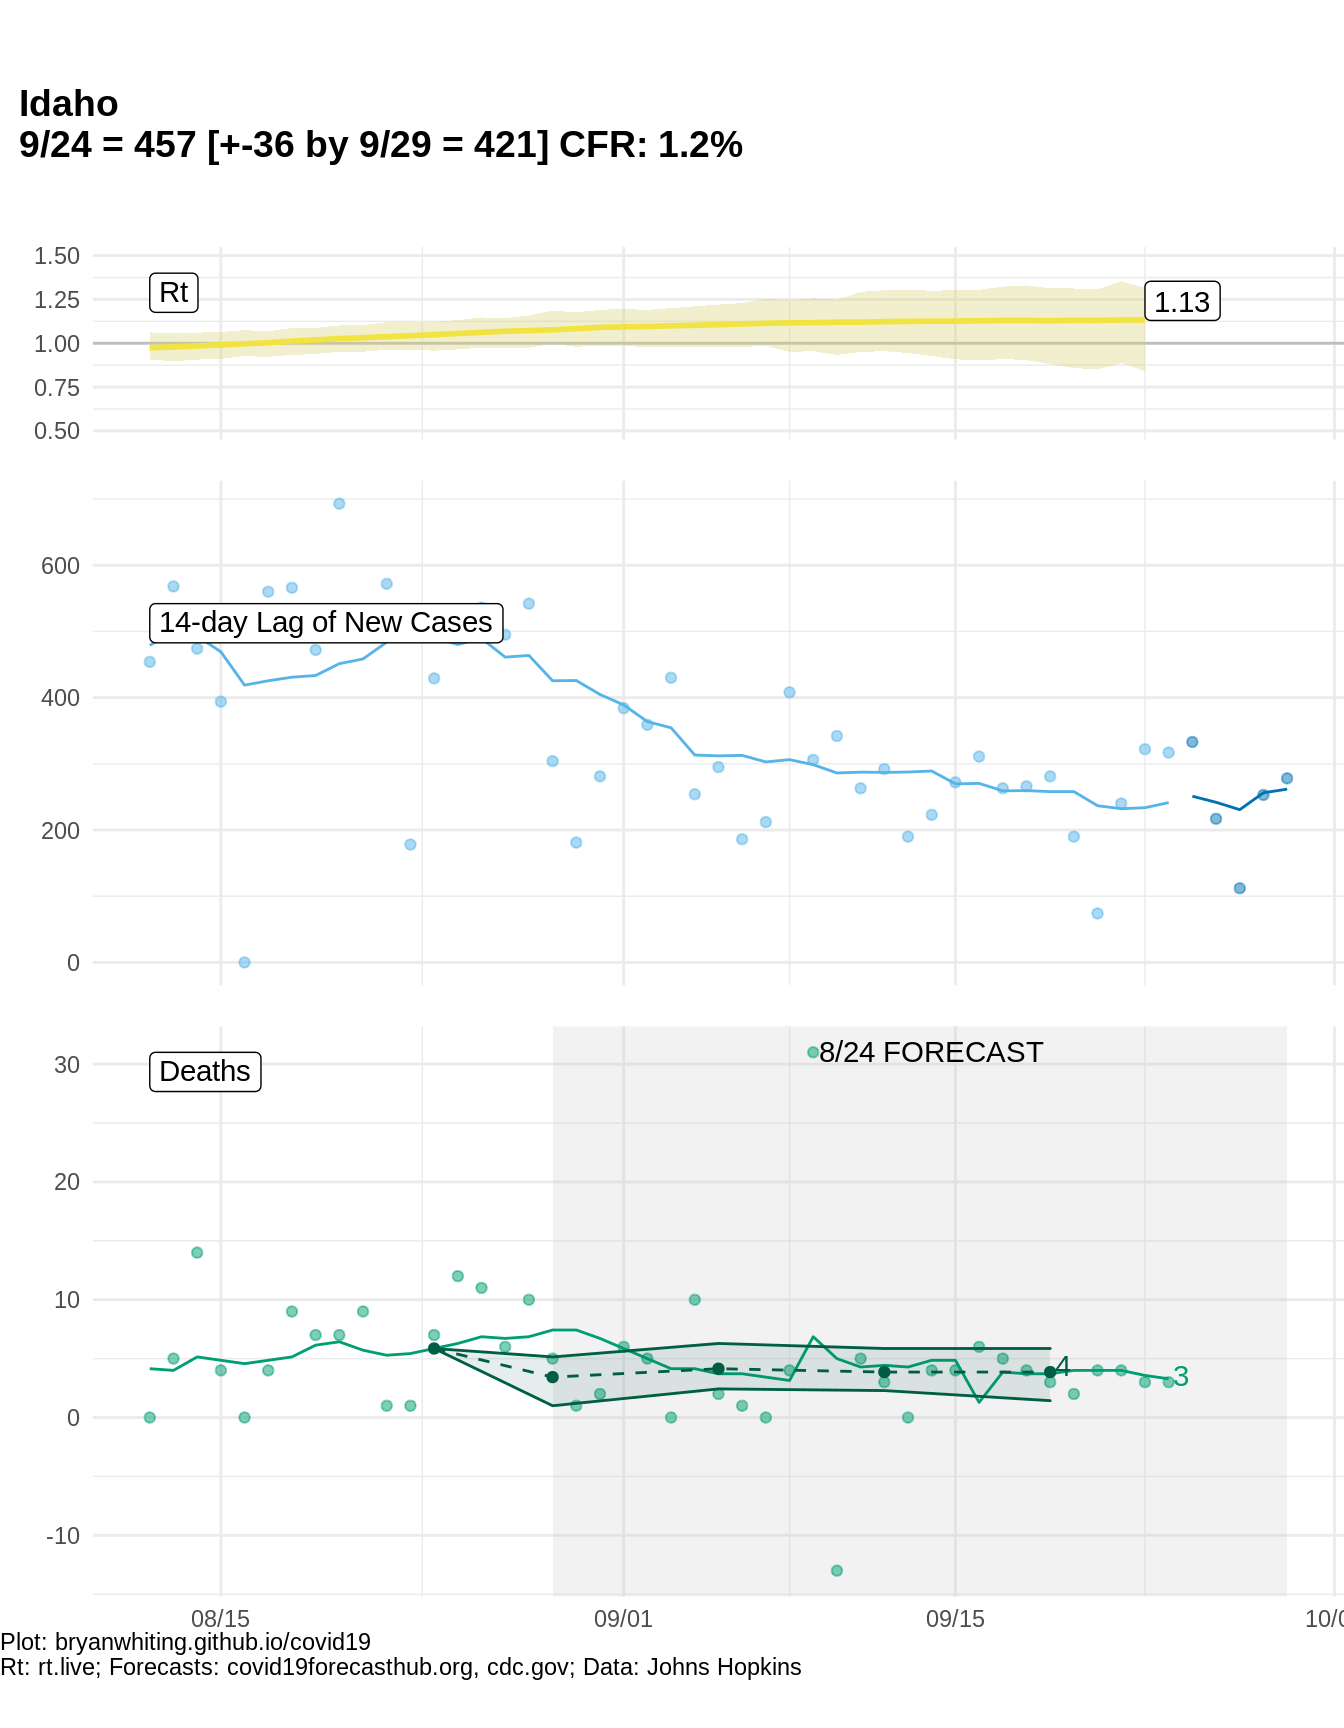 Idaho
9/24 = 457 [+-36 by 9/29 = 421] CFR: 1.2%
1.50
Rt
1.25
1.13
1.00
0.75
0.50
600
14-day Lag of New Cases
400
200
0
8/24 FORECAST
30
Deaths
20
10
4
3
0
-10
08/15
09/01
09/15
10/0
Plot: bryanwhiting.github.io/covid19
Rt: rt.live; Forecasts: covid19forecasthub.org, cdc.gov; Data: Johns Hopkins